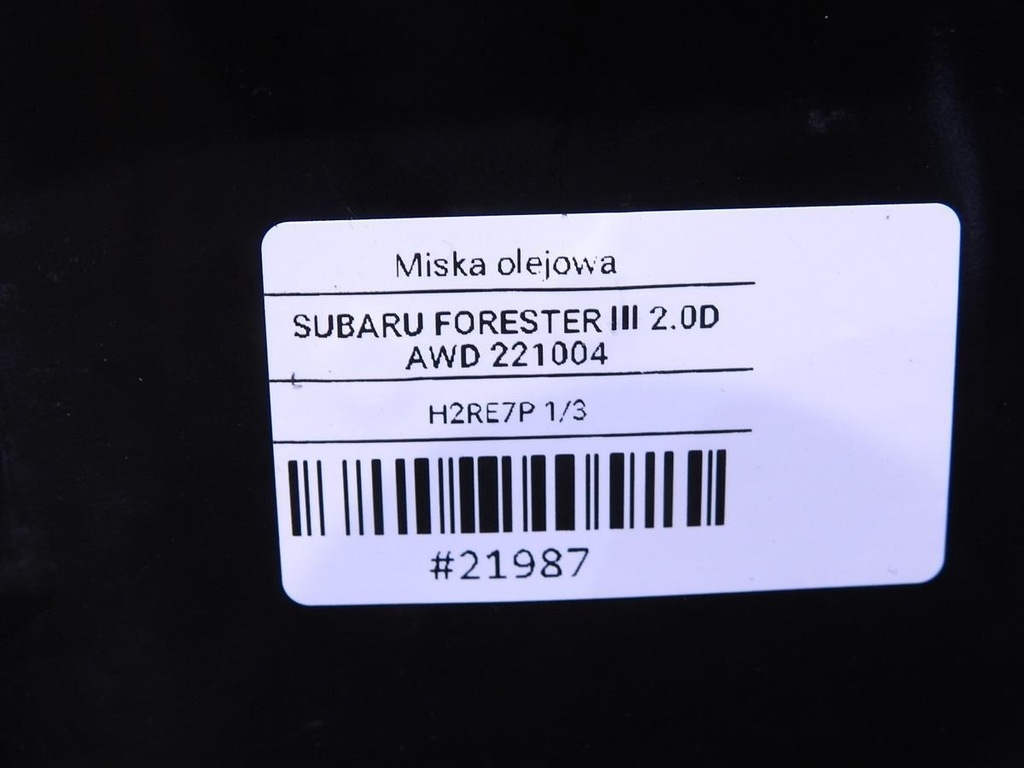 Miska olejowa
SUBARU FORESTER III 2.0D
AWD 221004
H2RE7P 1/3
#21987